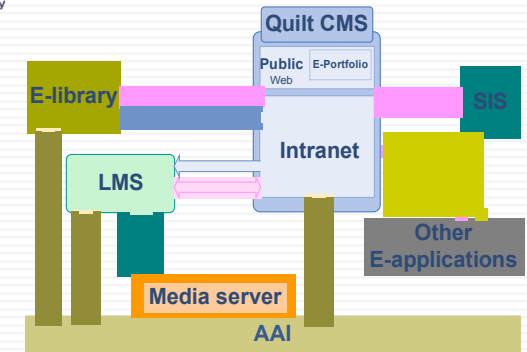 y
Quilt CMS
Public
Web
E-Portfolio
E-library
SIS
Intranet
LMS
Other
E-applications
Media server
AAI